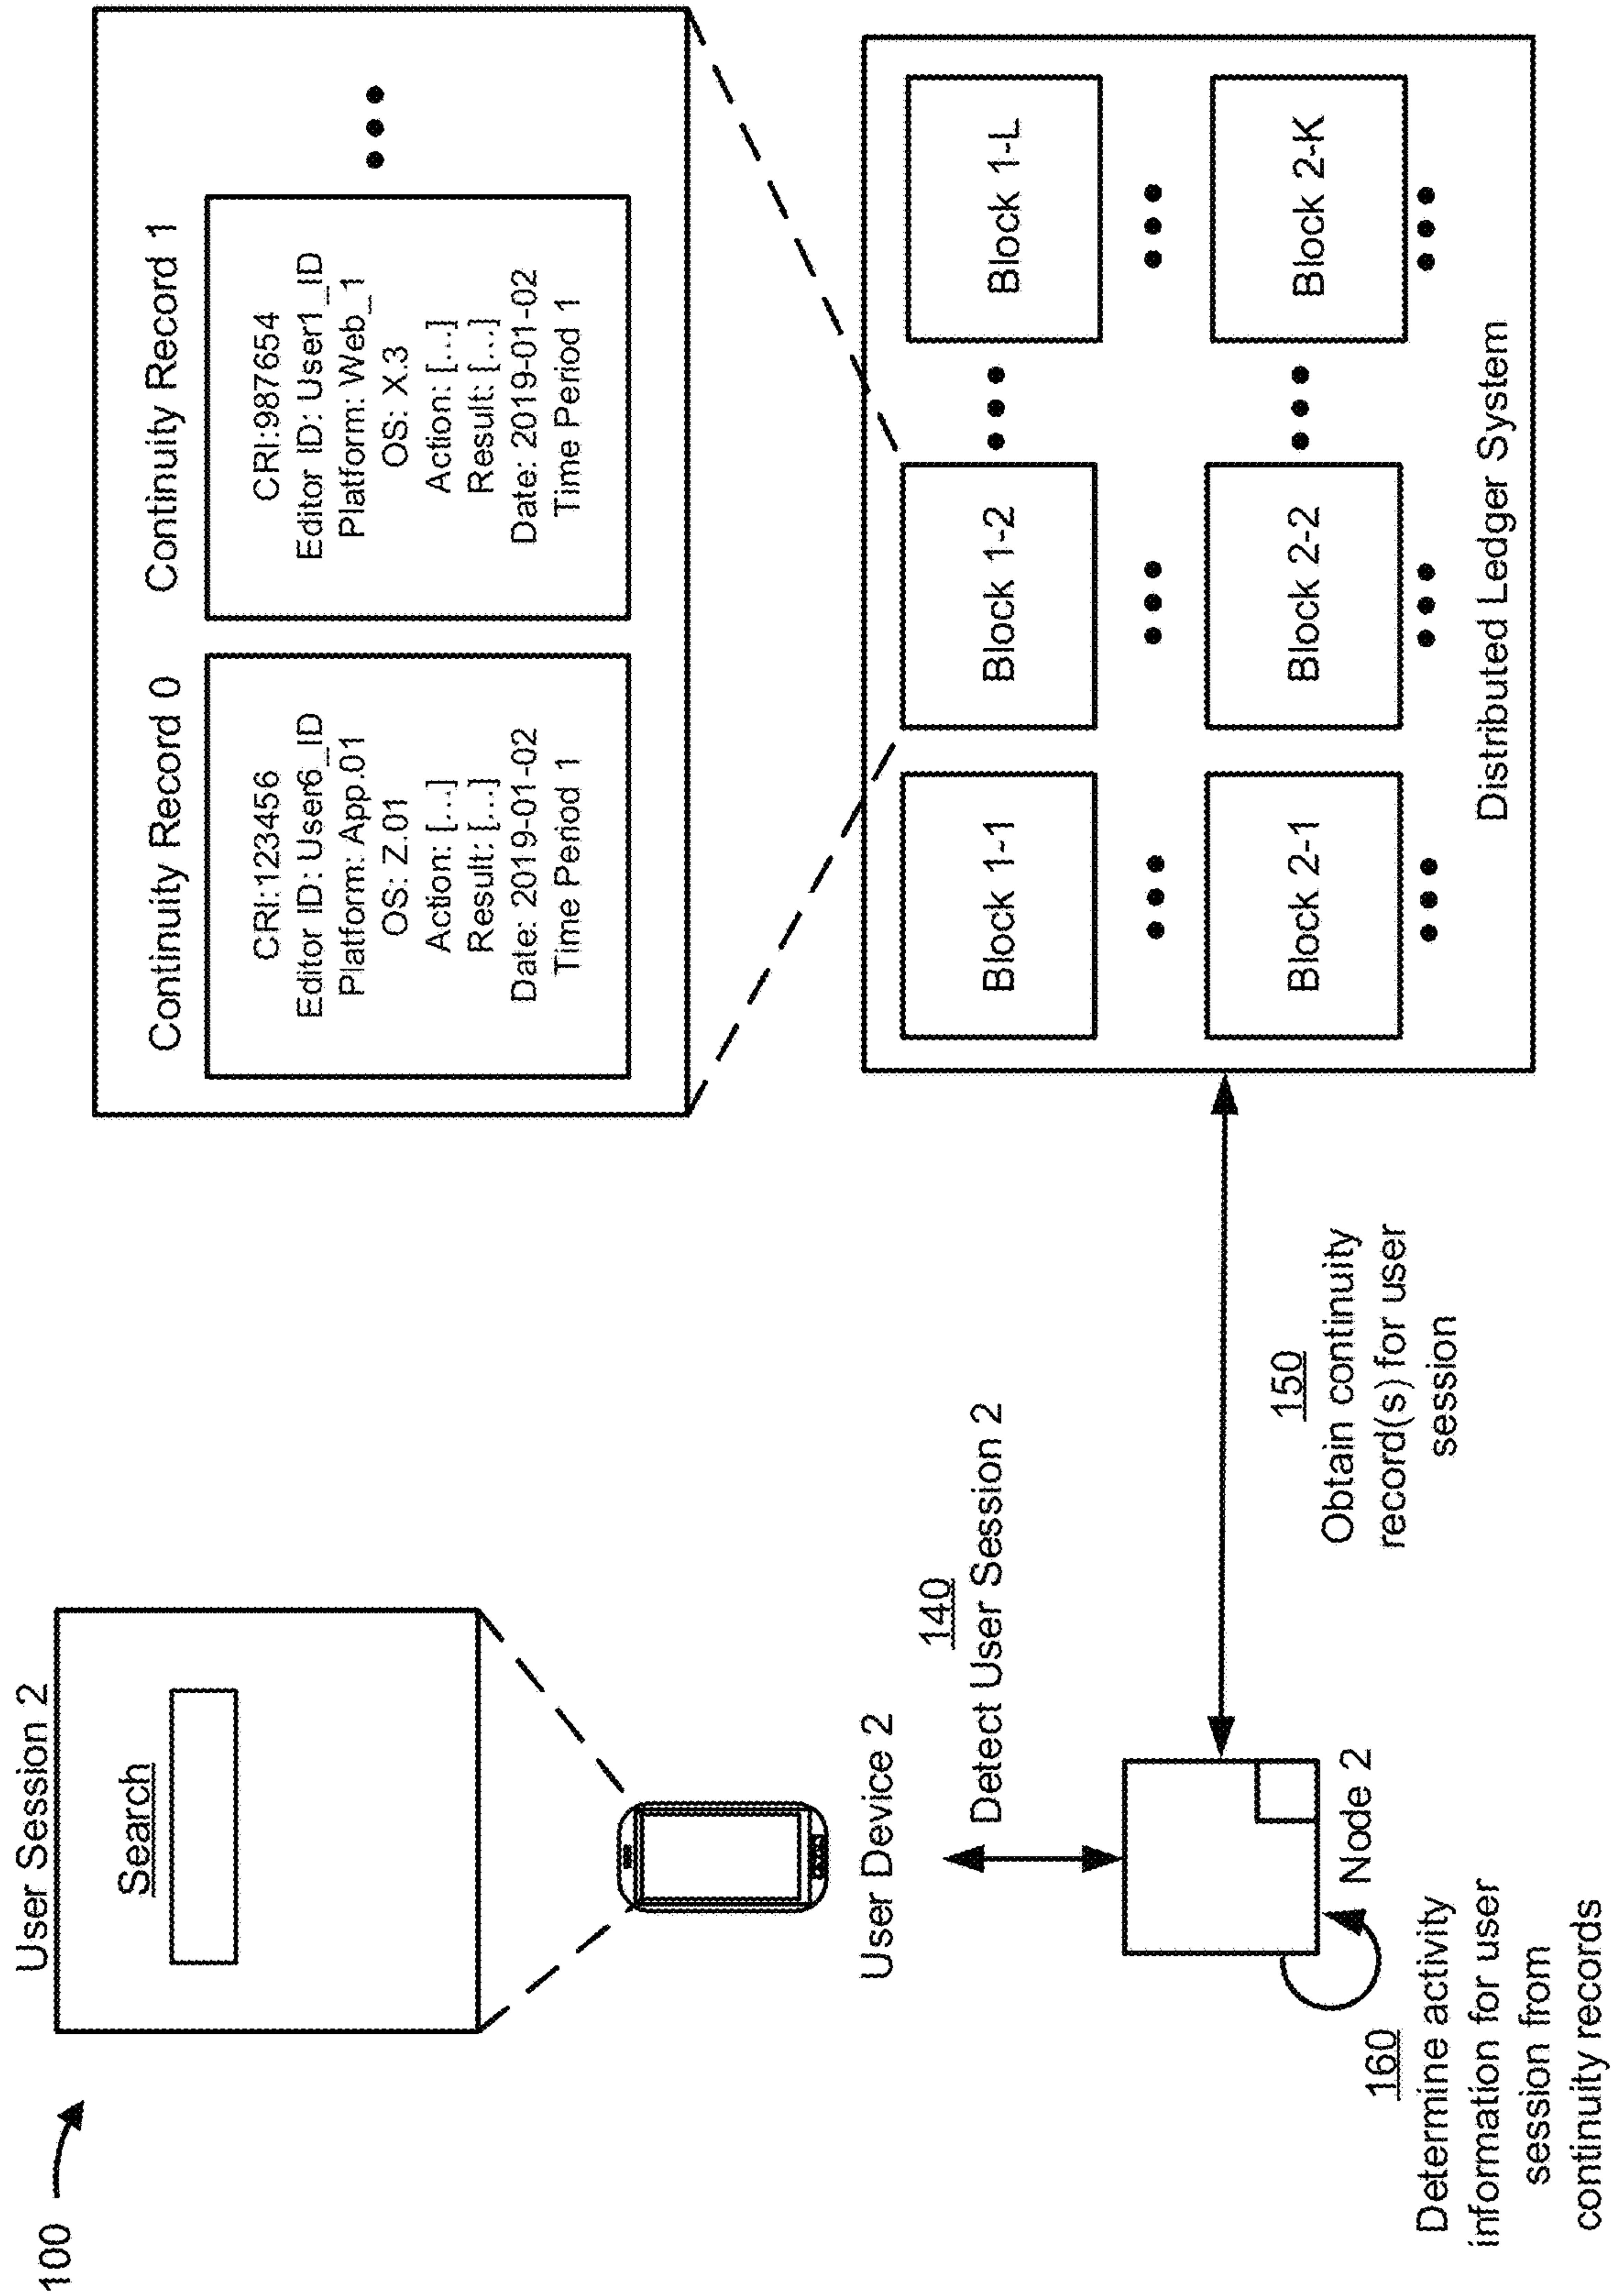 100
User Session 2
Search
User Device 2
140
Detect User Session 2
Node 2
160
Determine activity
information for user
session from
continuity records
150
Obtain continuity
record(s) for user
session
Continuity Record 0
CRI:123456
Editor ID: User6_ID
Platform: App.01
OS: Z.01
Action: [...]
Result: [...]
Date: 2019-01-02
Time Period 1
Continuity Record 1
CRI:987654
Editor ID: User1_ID
Platform: Web_1
OS: X.3
Action: [...]
Result: [...]
Date: 2019-01-02
Time Period 1
Block 1-1
Block 1-2
Block 1-L
Block 2-1
Block 2-2
Block 2-K
Distributed Ledger System